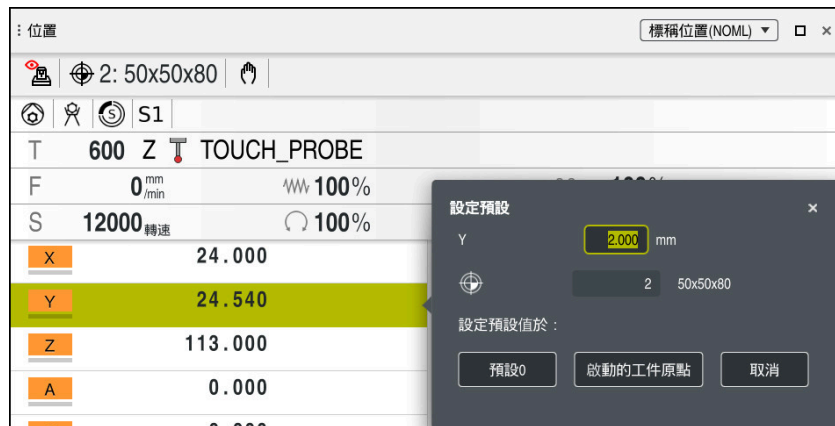 位置
標稱位置(NOML)
2: 50x50x80
S1
T 600 Z TOUCH_PROBE
F 0 mm/min 100%
S 12000 轉速 100%
X 24.000
Y 24.540
Z 113.000
A 0.000
設定預設
Y 2.000 mm
2 50x50x80
設定預設值於：
預設0 啟動的工件原點 取消